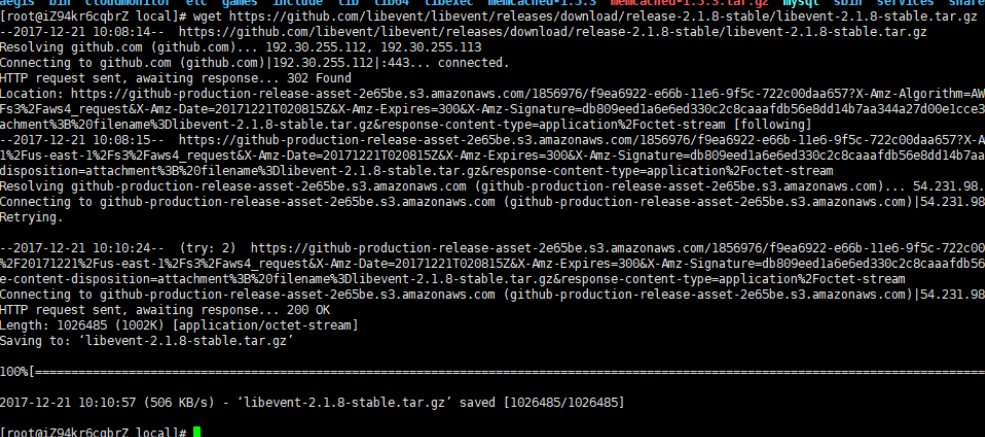 aegis bin cloudmonitor etc games include lib lib64 libexec memcached-1.5.3 memcached-1.5.3.tar.gz mysql sbin services share
[root@iZ94kr6cqbrZ local]# wget https://github.com/libevent/libevent/releases/download/release-2.1.8-stable/libevent-2.1.8-stable.tar.gz
--2017-12-21 10:08:14-- https://github.com/libevent/libevent/releases/download/release-2.1.8-stable/libevent-2.1.8-stable.tar.gz
Resolving github.com (github.com)... 192.30.255.112, 192.30.255.113
Connecting to github.com (github.com)|192.30.255.112|:443... connected.
HTTP request sent, awaiting response... 302 Found
Location: https://github-production-release-asset-2e65be.s3.amazonaws.com/1856976/f9ea6922-e66b-11e6-9f5c-722c00daa657?X-Amz-Algorithm=AW
Fs3%2Faws4_request&X-Amz-Date=20171221T020815Z&X-Amz-Expires=300&X-Amz-Signature=db809eed1a6e6ed330c2c8caaafdb56e8dd14b7aa344a27d00e1cce3
achment%3B%20filename%3Dlibevent-2.1.8-stable.tar.gz&response-content-type=application%2Foctet-stream [following]
--2017-12-21 10:08:15-- https://github-production-release-asset-2e65be.s3.amazonaws.com/1856976/f9ea6922-e66b-11e6-9f5c-722c00daa657?X-A
1%2Fus-east-1%2Fs3%2Faws4_request&X-Amz-Date=20171221T020815Z&X-Amz-Expires=300&X-Amz-Signature=db809eed1a6e6ed330c2c8caaafdb56e8dd14b7aa
disposition=attachment%3B%20filename%3Dlibevent-2.1.8-stable.tar.gz&response-content-type=application%2Foctet-stream
Resolving github-production-release-asset-2e65be.s3.amazonaws.com (github-production-release-asset-2e65be.s3.amazonaws.com)... 54.231.98.
Connecting to github-production-release-asset-2e65be.s3.amazonaws.com (github-production-release-asset-2e65be.s3.amazonaws.com)|54.231.98
Retrying.
--2017-12-21 10:10:24-- (try: 2) https://github-production-release-asset-2e65be.s3.amazonaws.com/1856976/f9ea6922-e66b-11e6-9f5c-722c00
%2F20171221%2Fus-east-1%2Fs3%2Faws4_request&X-Amz-Date=20171221T020815Z&X-Amz-Expires=300&X-Amz-Signature=db809eed1a6e6ed330c2c8caaafdb56
e-content-disposition=attachment%3B%20filename%3Dlibevent-2.1.8-stable.tar.gz&response-content-type=application%2Foctet-stream
Connecting to github-production-release-asset-2e65be.s3.amazonaws.com (github-production-release-asset-2e65be.s3.amazonaws.com)|54.231.98
HTTP request sent, awaiting response... 200 OK
Length: 1026485 (1002K) [application/octet-stream]
Saving to: ‘libevent-2.1.8-stable.tar.gz’
100%[==========================================================================================================================
2017-12-21 10:10:57 (506 KB/s) - ‘libevent-2.1.8-stable.tar.gz’ saved [1026485/1026485]
[root@iZ94kr6cqbrZ local]#